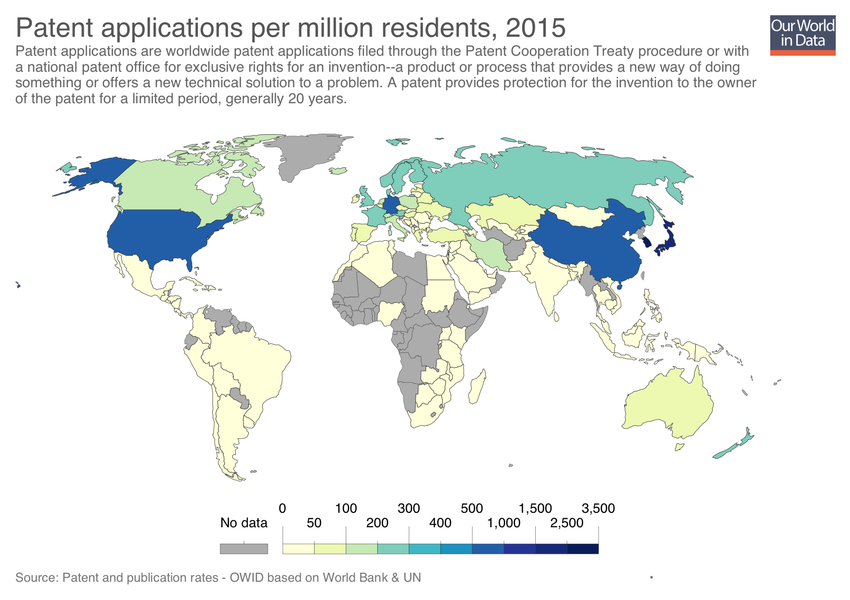 Patent applications per million residents, 2015
Our World
in Data
Patent applications are worldwide patent applications filed through the Patent Cooperation Treaty procedure or with
a national patent office for exclusive rights for an invention--a product or process that provides a new way of doing
something or offers a new technical solution to a problem. A patent provides protection for the invention to the owner
of the patent for a limited period, generally 20 years.
0 100 300 500 1,500 3,500
No data 50 200 400 1,000 2,500
Source: Patent and publication rates - OWID based on World Bank & UN